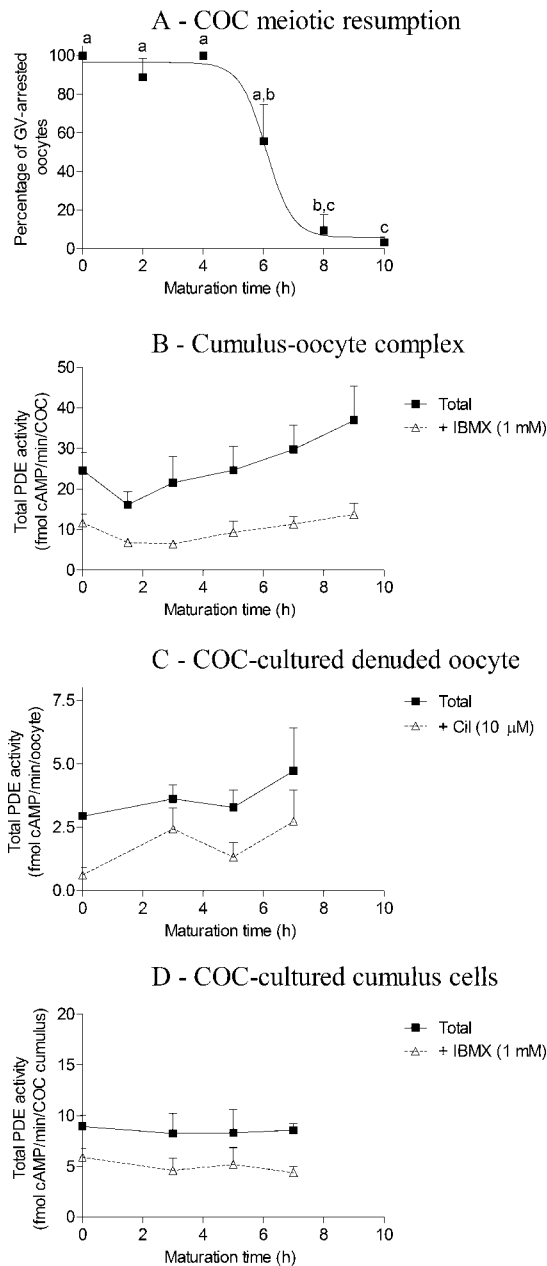 A - COC meiotic resumption
Percentage of GV-arrested
oocytes
100
80
60
40
20
0
a
a
a
a,b
b,c
c
0 2 4 6 8 10
Maturation time (h)
B - Cumulus-oocyte complex
Total PDE activity
(fmol cAMP/min/COC)
50
40
30
20
10
0
Total
+ IBMX (1 mM)
0 2 4 6 8 10
Maturation time (h)
C - COC-cultured denuded oocyte
Total PDE activity
(fmol cAMP/min/oocyte)
7.5
5.0
2.5
0.0
Total
+ Cil (10 µM)
0 2 4 6 8 10
Maturation time (h)
D - COC-cultured cumulus cells
Total PDE activity
(fmol cAMP/min/COC cumulus)
20
15
10
5
0
Total
+ IBMX (1 mM)
0 2 4 6 8 10
Maturation time (h)